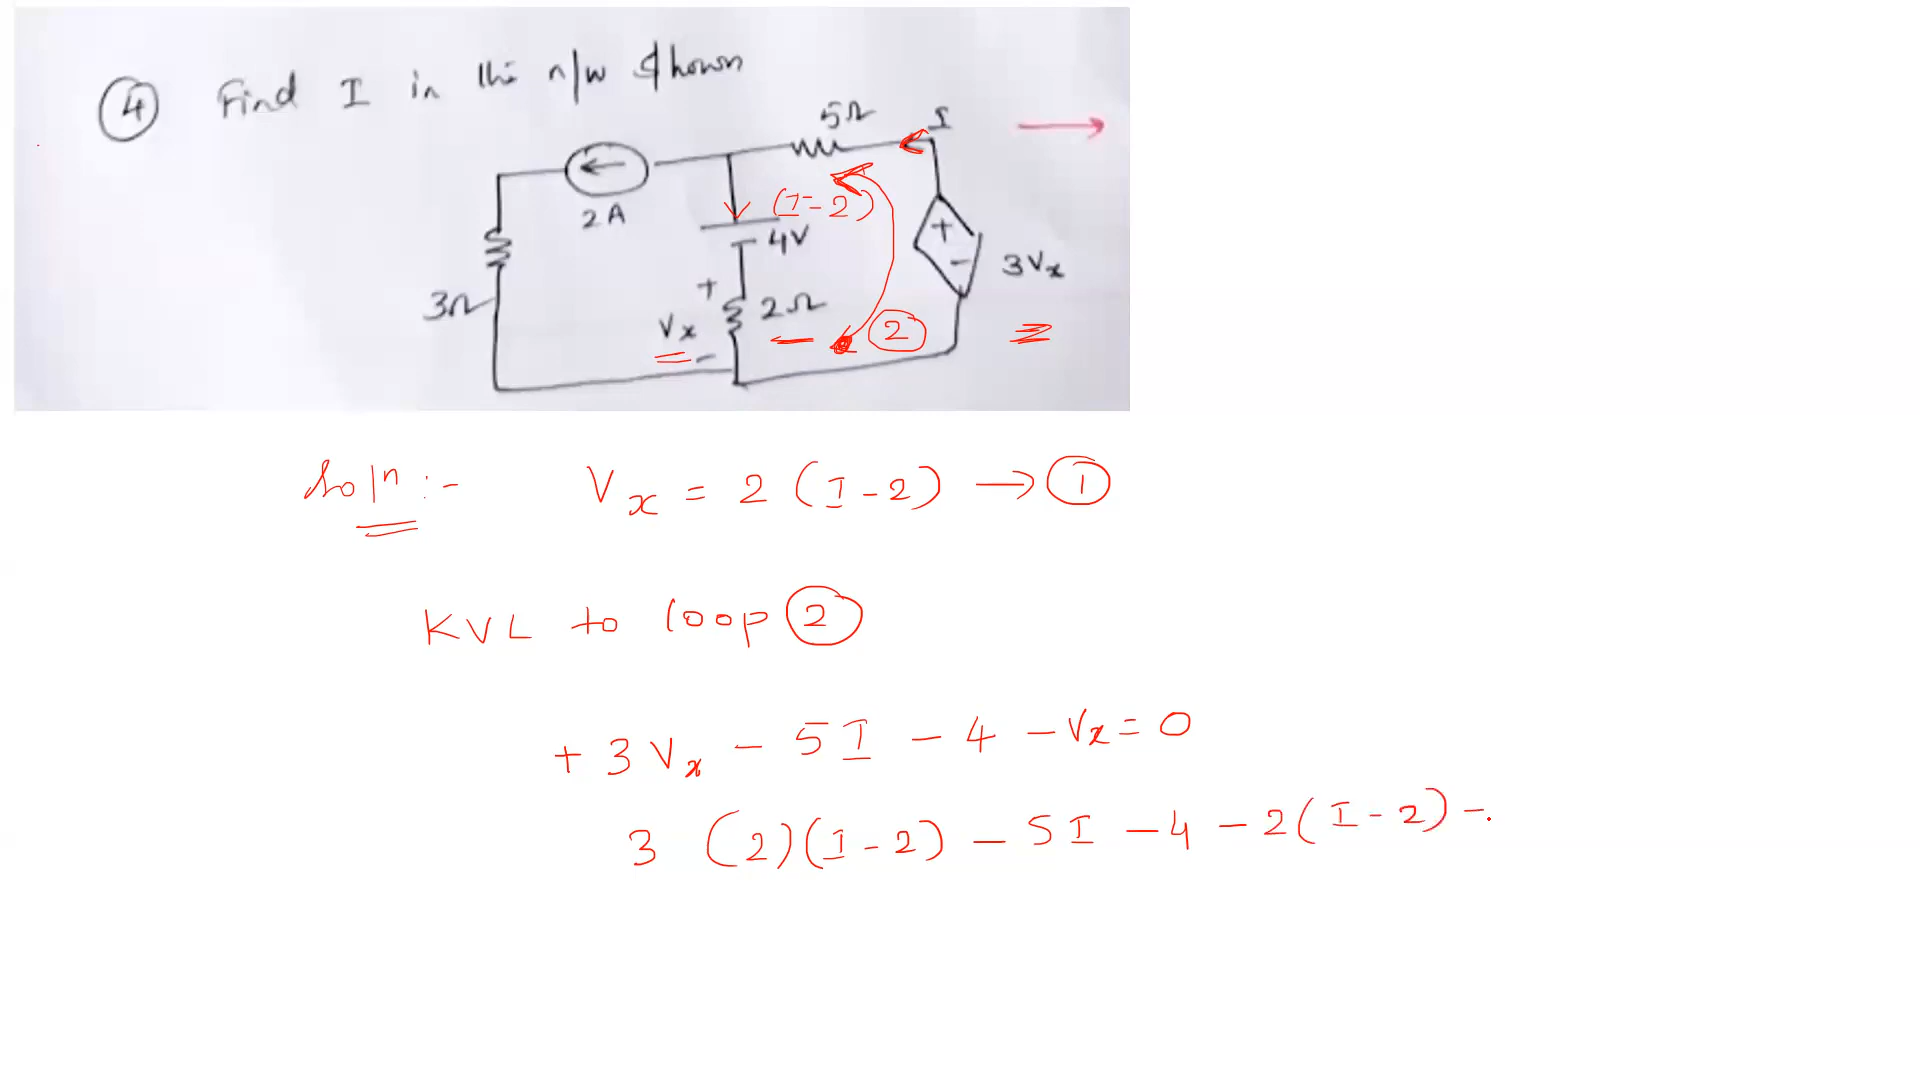 4 Find I in the n/w shown
5Ω I
2A
(I-2)
4V
3Vx
3Ω
+ 2Ω
Vx
-
2
Soln :- Vx = 2 (I-2) → 1
KVL to loop 2
+ 3Vx - 5I - 4 - Vx = 0
3 (2)(I-2) - 5I - 4 - 2(I-2) -